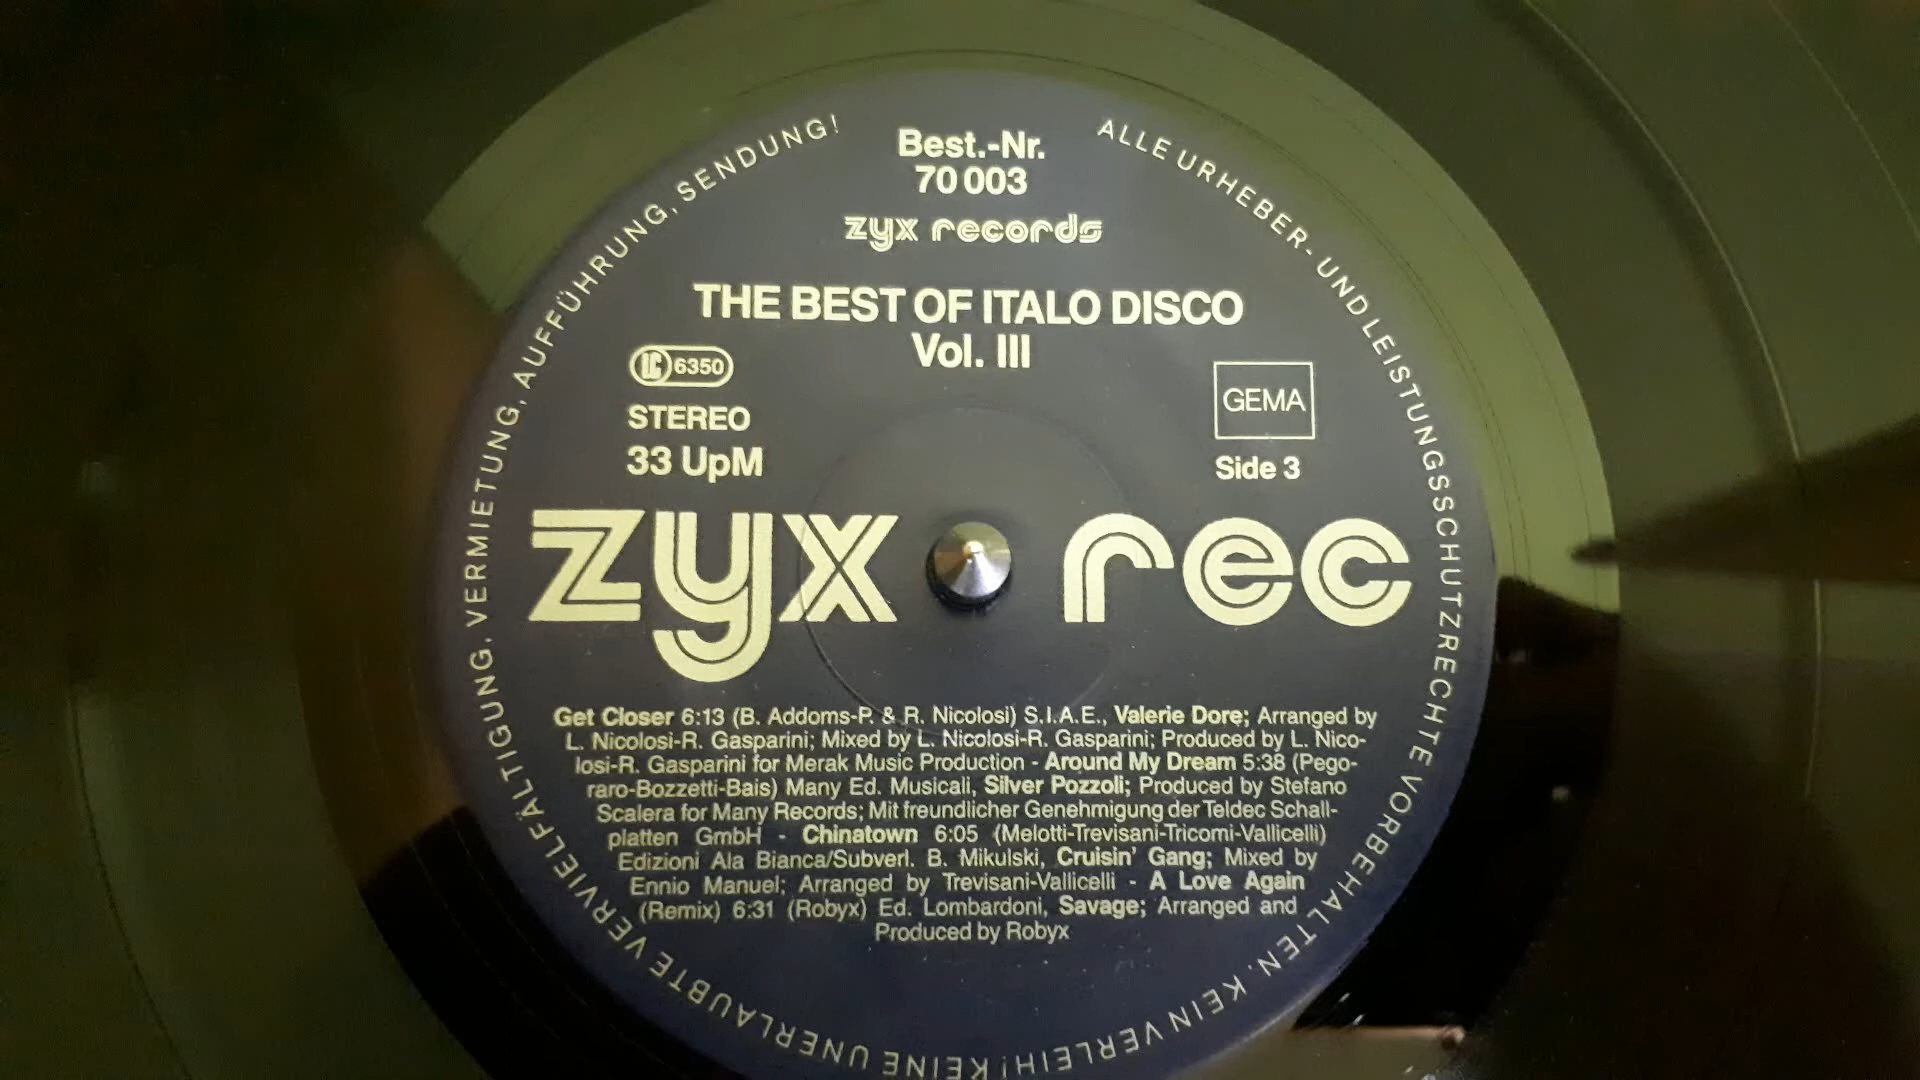 Best.-Nr.
70 003
zyx records
THE BEST OF ITALO DISCO
Vol. III
LC 6350
STEREO
33 UpM
GEMA
Side 3
zyx rec
Get Closer 6:13 (B. Addoms-P. & R. Nicolosi) S.I.A.E., Valerie Dore; Arranged by
L. Nicolosi-R. Gasparini; Mixed by L. Nicolosi-R. Gasparini; Produced by L. Nico-
losi-R. Gasparini for Merak Music Production - Around My Dream 5:38 (Pego-
raro-Bozzetti-Bais) Many Ed. Musicali, Silver Pozzoli; Produced by Stefano
Scalera for Many Records; Mit freundlicher Genehmigung der Teldec Schall-
platten GmbH - Chinatown 6:05 (Melotti-Trevisani-Tricomi-Vallicelli)
Edizioni Ala Bianca/Subverl. B. Mikulski, Cruisin' Gang; Mixed by
Ennio Manuel; Arranged by Trevisani-Vallicelli - A Love Again
(Remix) 6:31 (Robyx) Ed. Lombardoni, Savage; Arranged and
Produced by Robyx
ALLE URHEBER- UND LEISTUNGSSCHUTZRECHTE VORBEHALTEN. KEIN VERLEIH! KEINE UNERLAUBTE VERVIELFÄLTIGUNG. VERMIETUNG, AUFFÜHRUNG, SENDUNG!